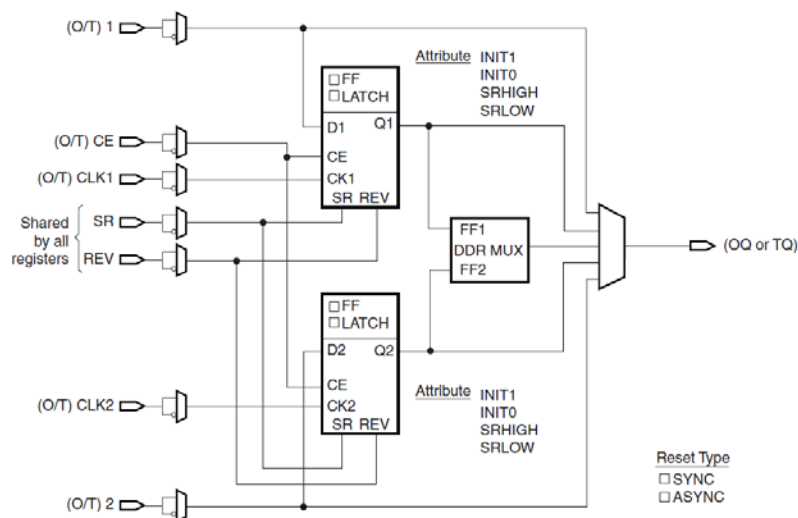 (O/T) 1
Attribute INIT1
INIT0
SRHIGH
SRLOW
FF
LATCH
D1 Q1
(O/T) CE
CE
(O/T) CLK1
CK1
SR REV
Shared
by all
registers
SR
REV
FF1
DDR MUX
FF2
(OQ or TQ)
FF
LATCH
D2 Q2
CE
(O/T) CLK2
CK2
SR REV
Attribute INIT1
INIT0
SRHIGH
SRLOW
(O/T) 2
Reset Type
SYNC
ASYNC